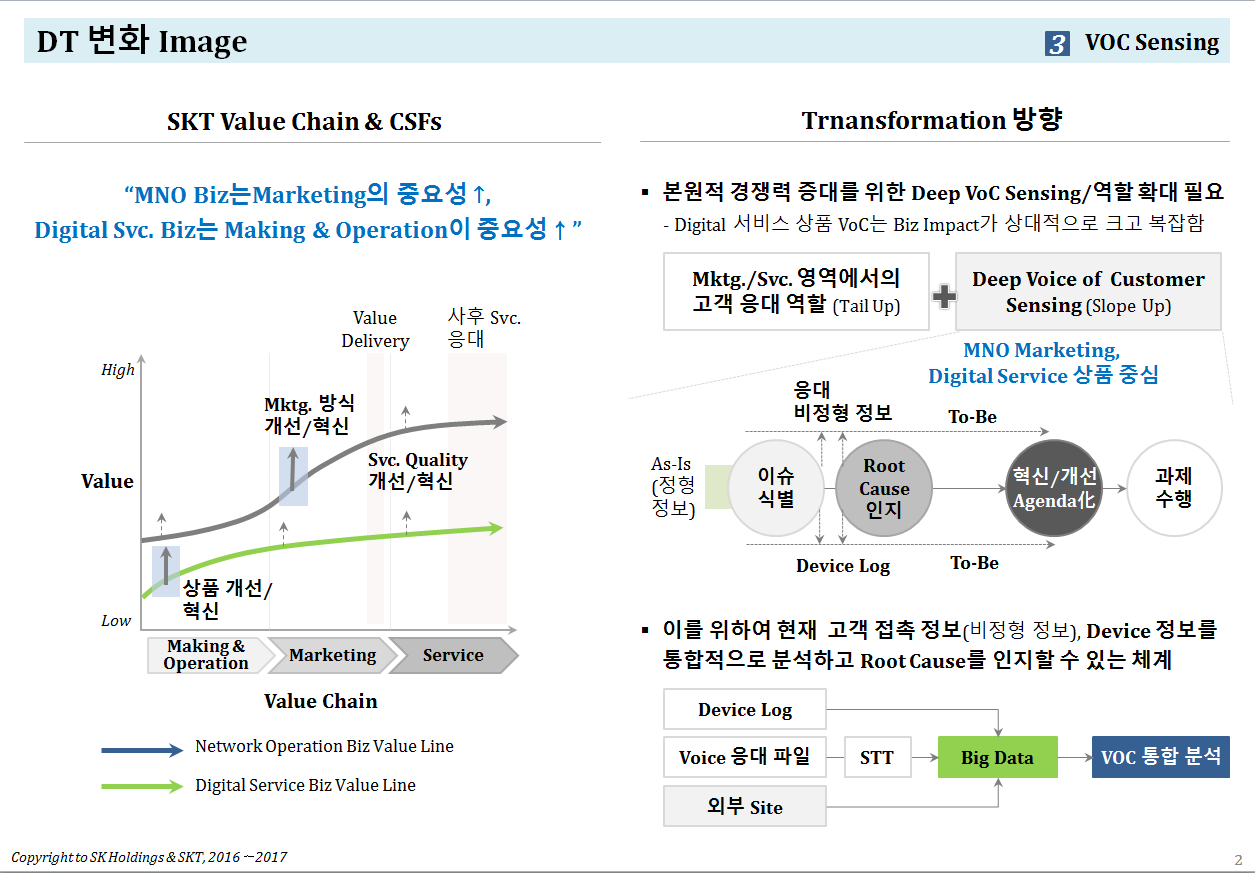 DT 변화 Image
3 VOC Sensing
SKT Value Chain & CSFs
“MNO Biz는Marketing의 중요성↑,
Digital Svc. Biz는 Making & Operation이 중요성↑”
Value
Delivery
사후 Svc.
응대
High
Mktg. 방식
개선/혁신
Value
Svc. Quality
개선/혁신
상품 개선/
혁신
Low
Making &
Operation
Marketing
Service
Value Chain
Network Operation Biz Value Line
Digital Service Biz Value Line
Trnansformation 방향
▪ 본원적 경쟁력 증대를 위한 Deep VoC Sensing/역할 확대 필요
- Digital 서비스 상품 VoC는 Biz Impact가 상대적으로 크고 복잡함
Mktg./Svc. 영역에서의
고객 응대 역할 (Tail Up)
Deep Voice of Customer
Sensing (Slope Up)
MNO Marketing,
Digital Service 상품 중심
응대
비정형 정보
To-Be
As-Is
(정형
정보)
이슈
식별
Root
Cause
인지
혁신/개선
Agenda化
과제
수행
Device Log
To-Be
▪ 이를 위하여 현재 고객 접촉 정보(비정형 정보), Device 정보를
통합적으로 분석하고 Root Cause를 인지할 수 있는 체계
Device Log
Voice 응대 파일
STT
Big Data
VOC 통합 분석
외부 Site
Copyright to SK Holdings & SKT, 2016 ~2017
2